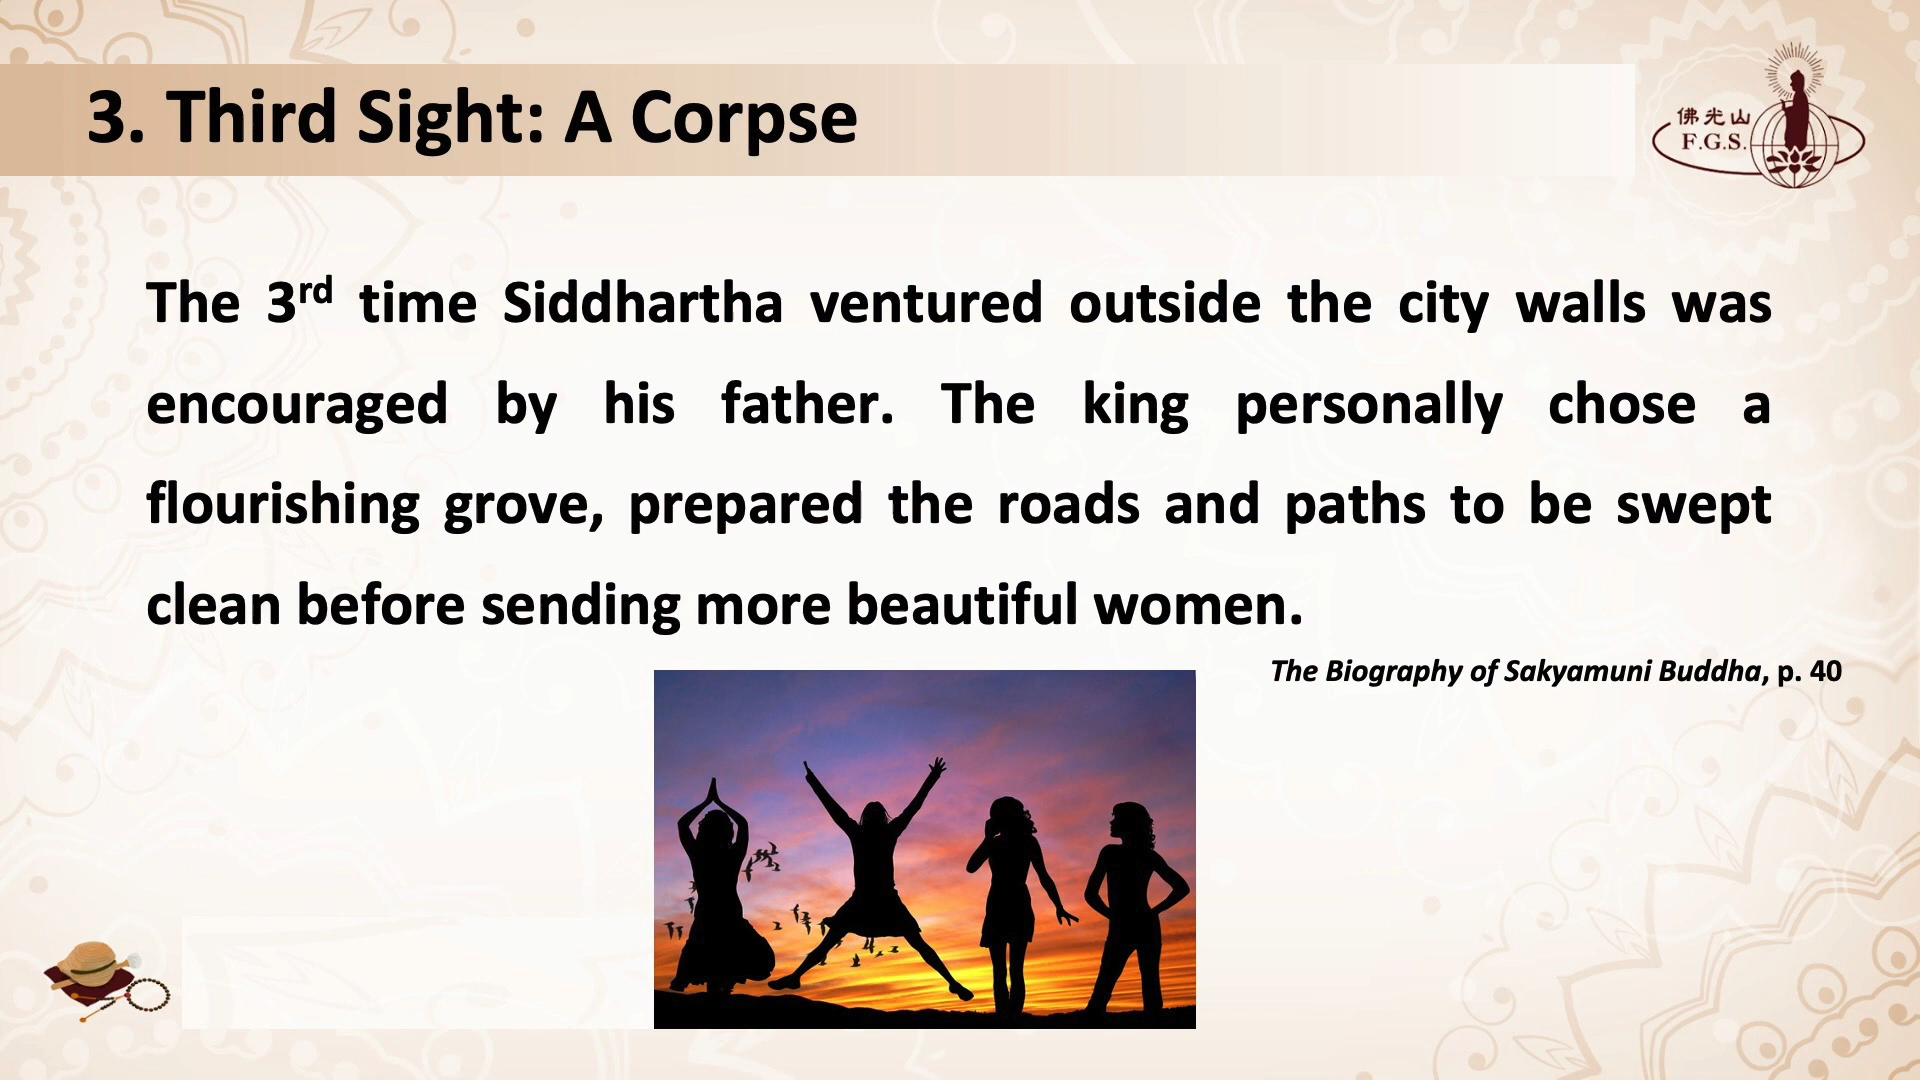 3. Third Sight: A Corpse
佛光山
F.G.S.
The 3rd time Siddhartha ventured outside the city walls was
encouraged by his father. The king personally chose a
flourishing grove, prepared the roads and paths to be swept
clean before sending more beautiful women.
The Biography of Sakyamuni Buddha, p. 40